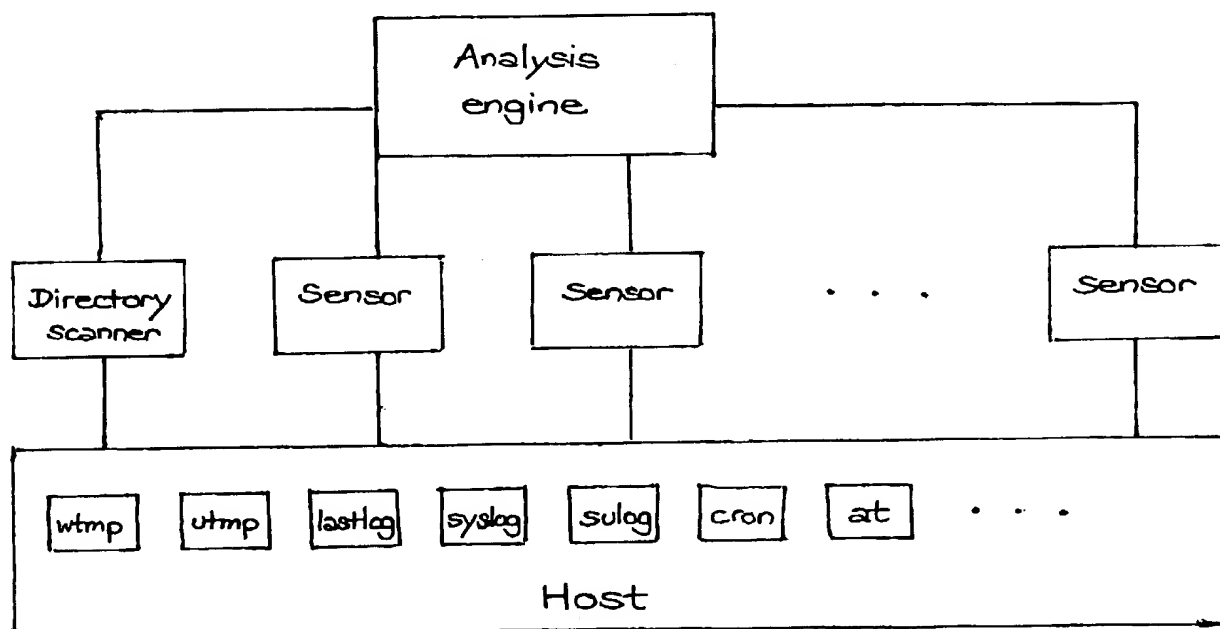 Analysis
engine
Directory
scanner
Sensor
Sensor
. . .
Sensor
wtmp
utmp
lastlog
syslog
sulog
cron
at
. . .
Host